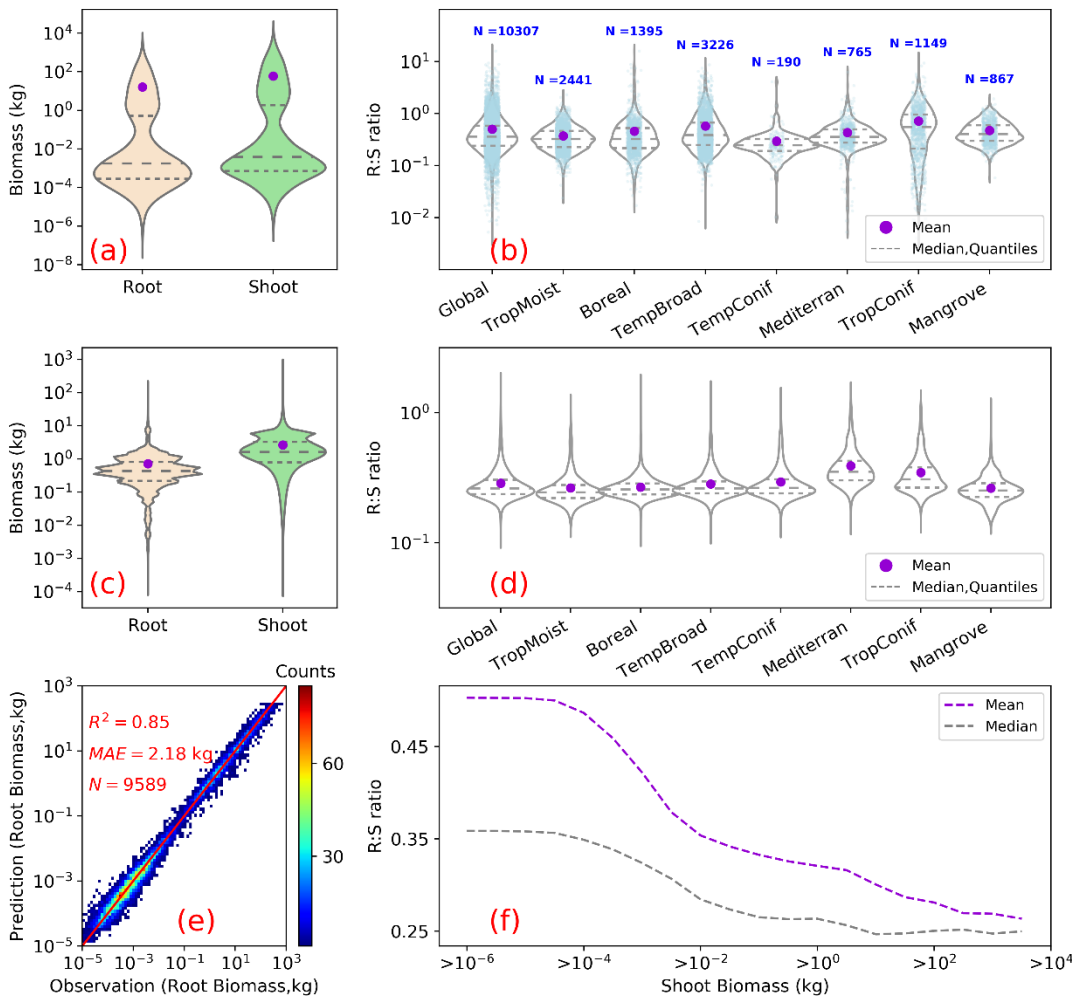 Biomass (kg)
10^4
10^2
10^0
10^-2
10^-4
10^-6
10^-8
(a)
Root
Shoot
R:S ratio
10^1
10^0
10^-1
10^-2
N =10307
N =2441
N =1395
N =3226
N =190
N =765
N =1149
N =867
(b)
Mean
Median,Quantiles
Global
TropMoist
Boreal
TempBroad
TempConif
Mediterran
TropConif
Mangrove
Biomass (kg)
10^3
10^2
10^1
10^0
10^-1
10^-2
10^-3
10^-4
(c)
Root
Shoot
R:S ratio
10^0
10^-1
(d)
Mean
Median,Quantiles
Global
TropMoist
Boreal
TempBroad
TempConif
Mediterran
TropConif
Mangrove
Prediction (Root Biomass,kg)
10^3
10^1
10^-1
10^-3
10^-5
R^2 = 0.85
MAE = 2.18 kg
N = 9589
(e)
10^-5
10^-3
10^-1
10^1
10^3
Observation (Root Biomass,kg)
Counts
60
30
R:S ratio
0.45
0.35
0.25
(f)
Mean
Median
>10^-6
>10^-4
>10^-2
>10^0
>10^2
>10^4
Shoot Biomass (kg)